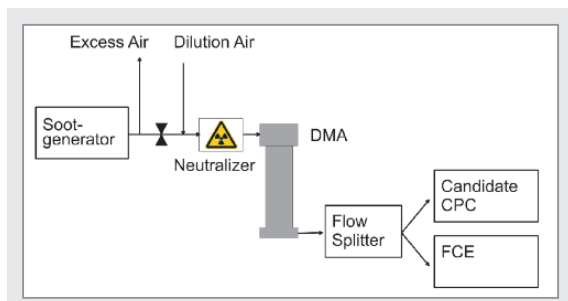 Excess Air
Dilution Air
Soot-
generator
Neutralizer
DMA
Flow
Splitter
Candidate
CPC
FCE